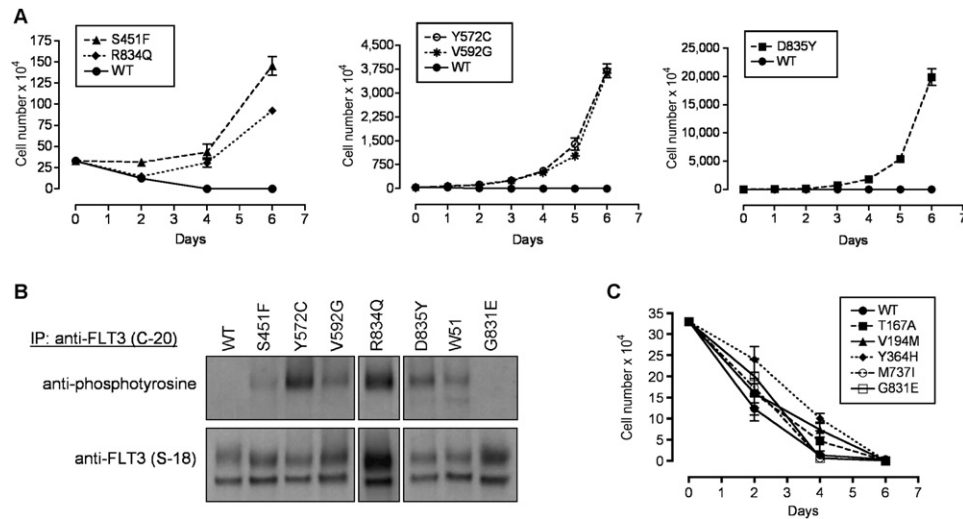 A
S451F
R834Q
WT
Cell number x 10⁴
175
150
125
100
75
50
25
0
0 1 2 3 4 5 6 7
Days
Y572C
V592G
WT
Cell number x 10⁴
4,500
3,750
3,000
2,250
1,500
750
0
0 1 2 3 4 5 6 7
Days
D835Y
WT
Cell number x 10⁴
25,000
20,000
15,000
10,000
5,000
0
0 1 2 3 4 5 6 7
Days
B
WT S451F Y572C V592G R834Q D835Y W51 G831E
IP: anti-FLT3 (C-20)
anti-phosphotyrosine
anti-FLT3 (S-18)
C
WT
T167A
V194M
Y364H
M737I
G831E
Cell number x 10⁴
35
30
25
20
15
10
5
0
0 1 2 3 4 5 6 7
Days